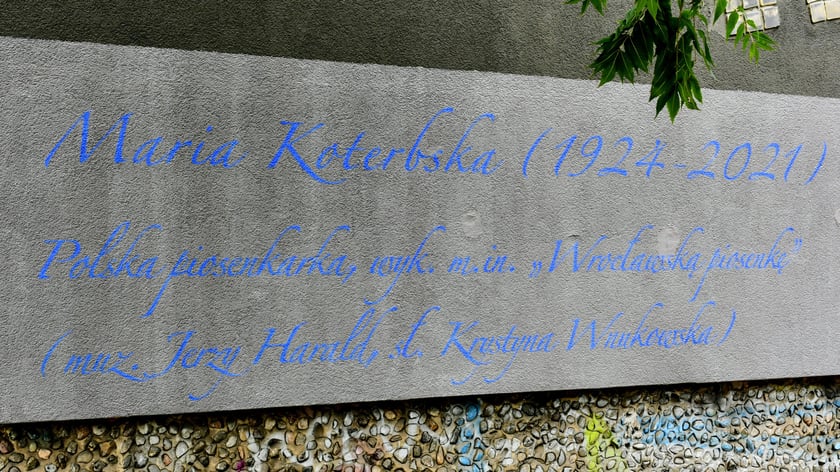 Maria Koterbska (1924-2021)
Polska piosenkarka, wyk. m.in. „Wrocławską piosenkę”
(muz. Jerzy Harald, sł. Krystyna Wnukowska)